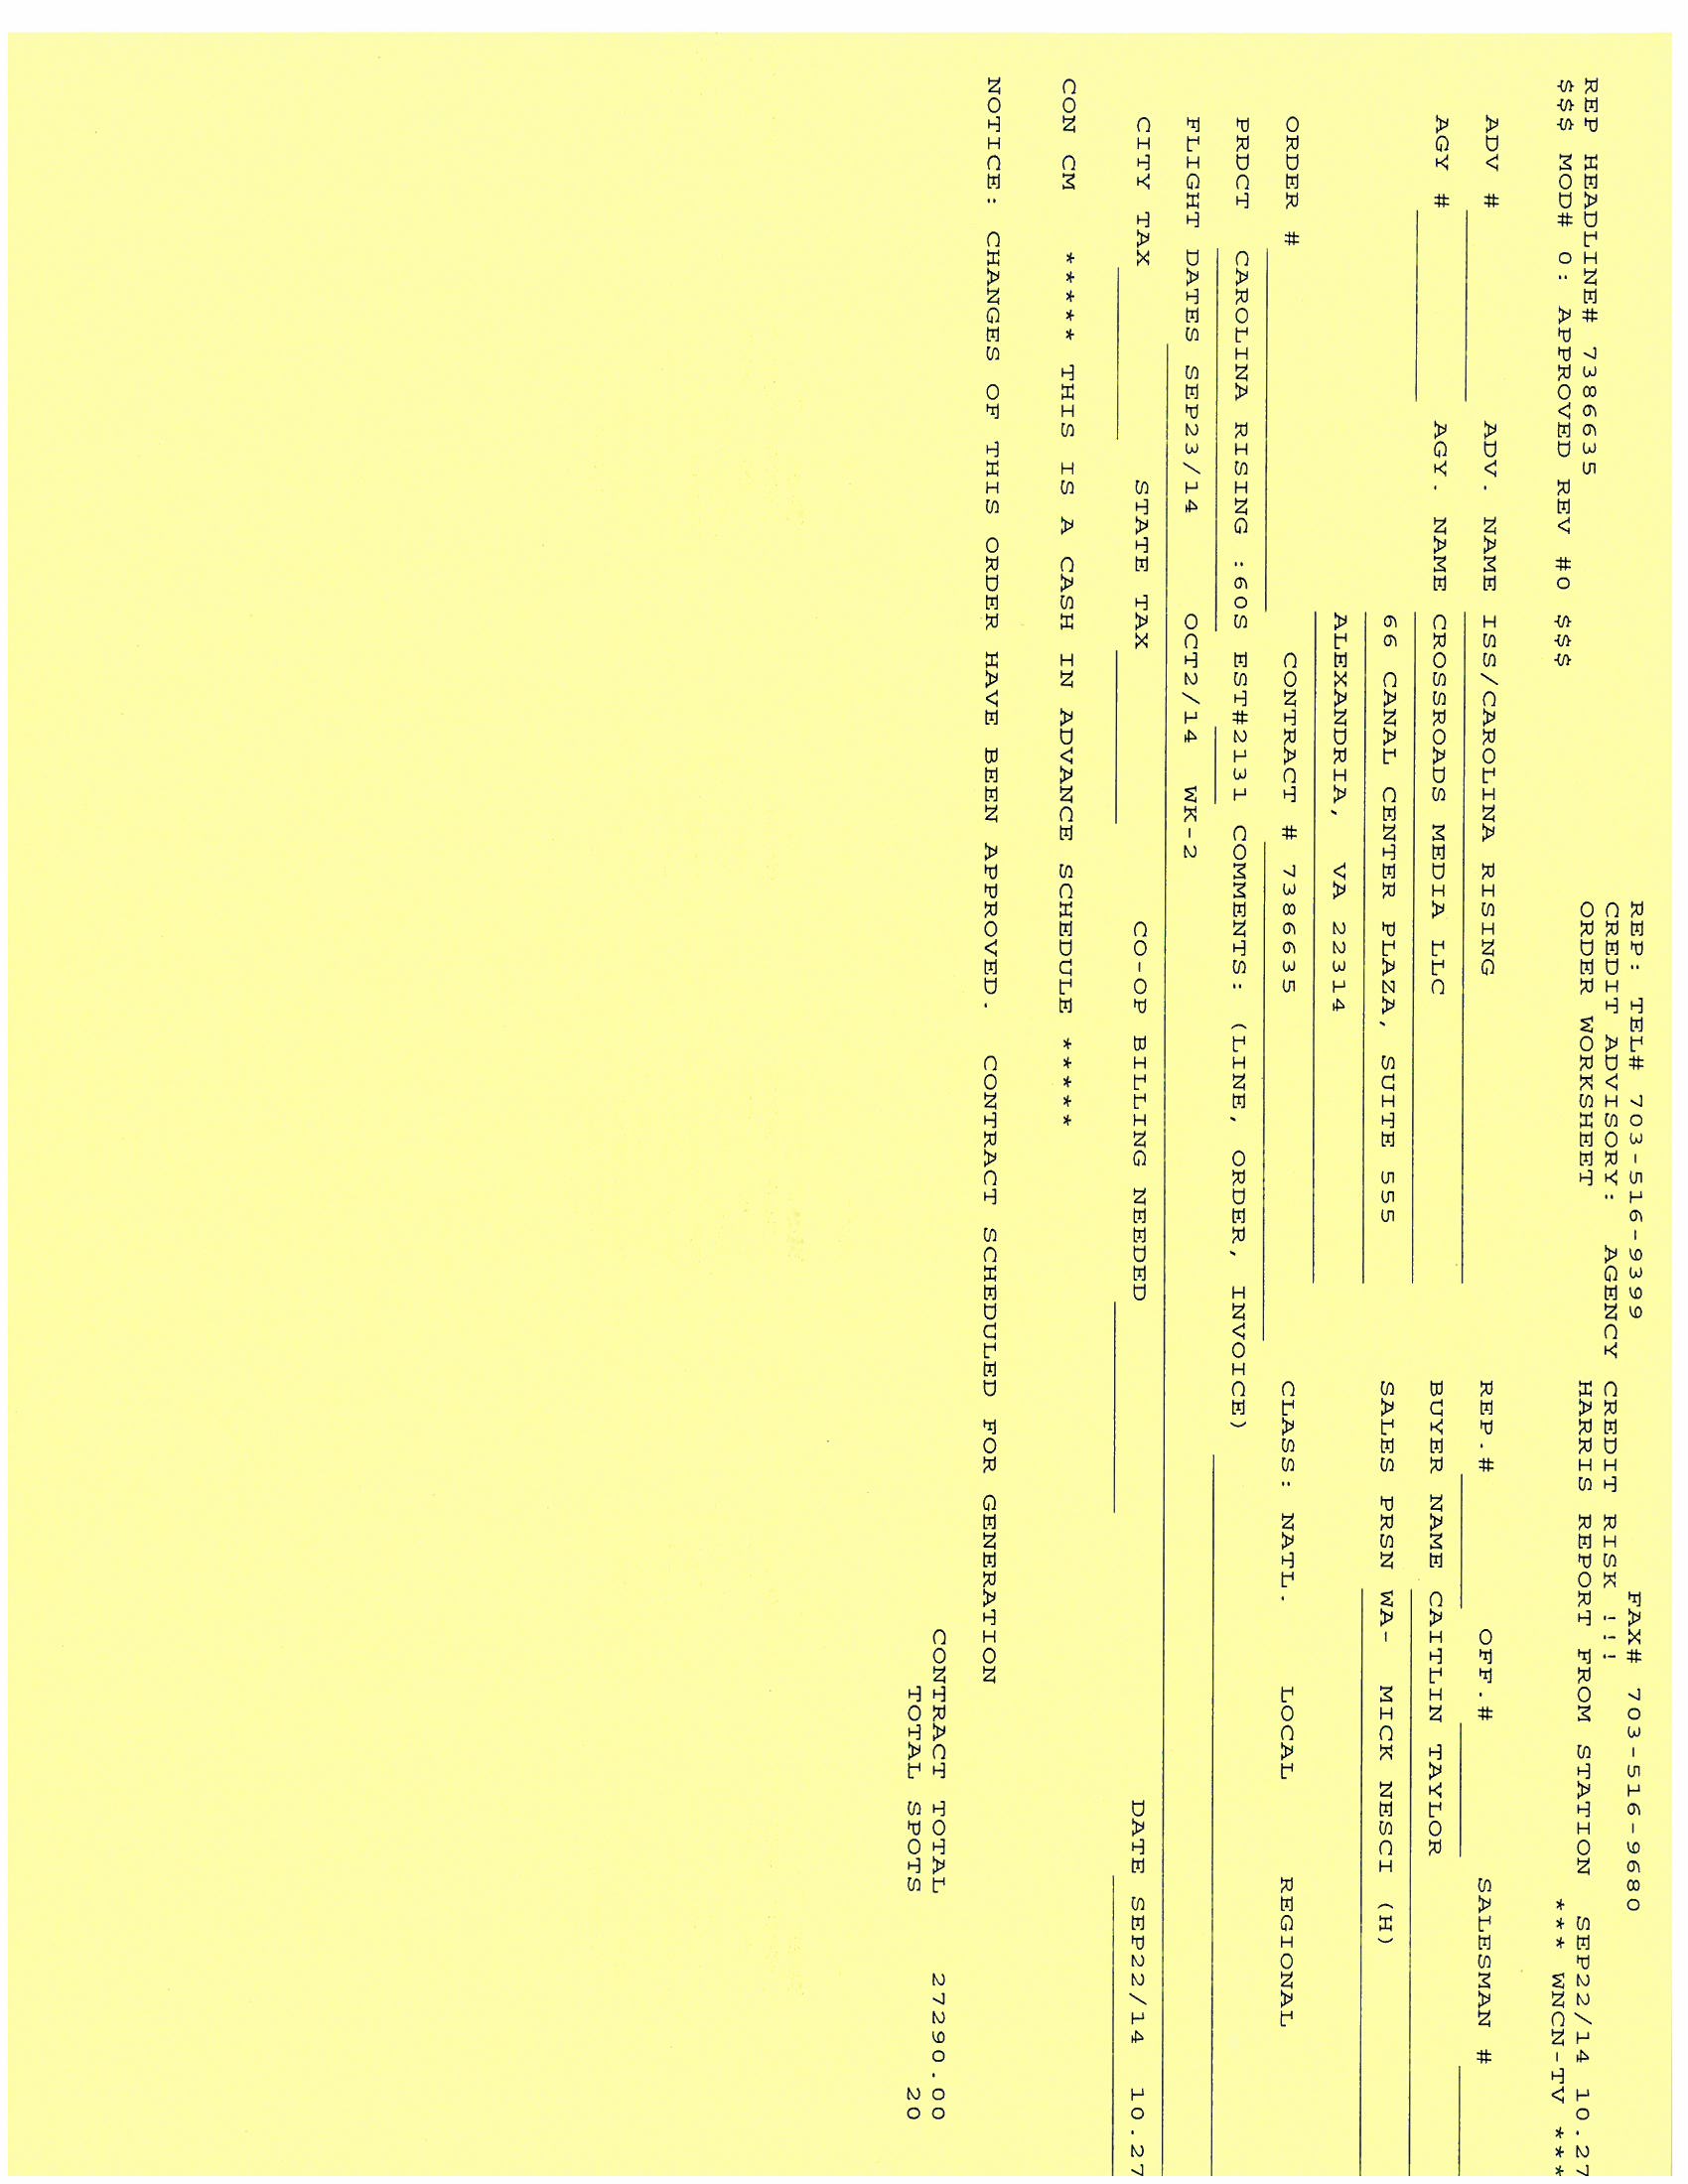 REP: TEL# 703-516-9399 FAX# 703-516-9680
CREDIT ADVISORY: AGENCY CREDIT RISK !!!
REP HEADLINE# 7386635 ORDER WORKSHEET HARRIS REPORT FROM STATION SEP22/14 10.27
$$$ MOD# 0: APPROVED REV #0 $$$ *** WNCN-TV ***
ADV # ADV. NAME ISS/CAROLINA RISING REP.# OFF.# SALESMAN #
AGY # AGY. NAME CROSSROADS MEDIA LLC BUYER NAME CAITLIN TAYLOR
66 CANAL CENTER PLAZA, SUITE 555 SALES PRSN WA- MICK NESCI (H)
ALEXANDRIA, VA 22314
ORDER # CONTRACT # 7386635 CLASS: NATL. LOCAL REGIONAL
PRDCT CAROLINA RISING :60S EST#2131 COMMENTS: (LINE, ORDER, INVOICE)
FLIGHT DATES SEP23/14 OCT2/14 WK-2
CITY TAX STATE TAX CO-OP BILLING NEEDED DATE SEP22/14 10.27
CON CM ***** THIS IS A CASH IN ADVANCE SCHEDULE *****
NOTICE: CHANGES OF THIS ORDER HAVE BEEN APPROVED. CONTRACT SCHEDULED FOR GENERATION
CONTRACT TOTAL 27290.00
TOTAL SPOTS 20